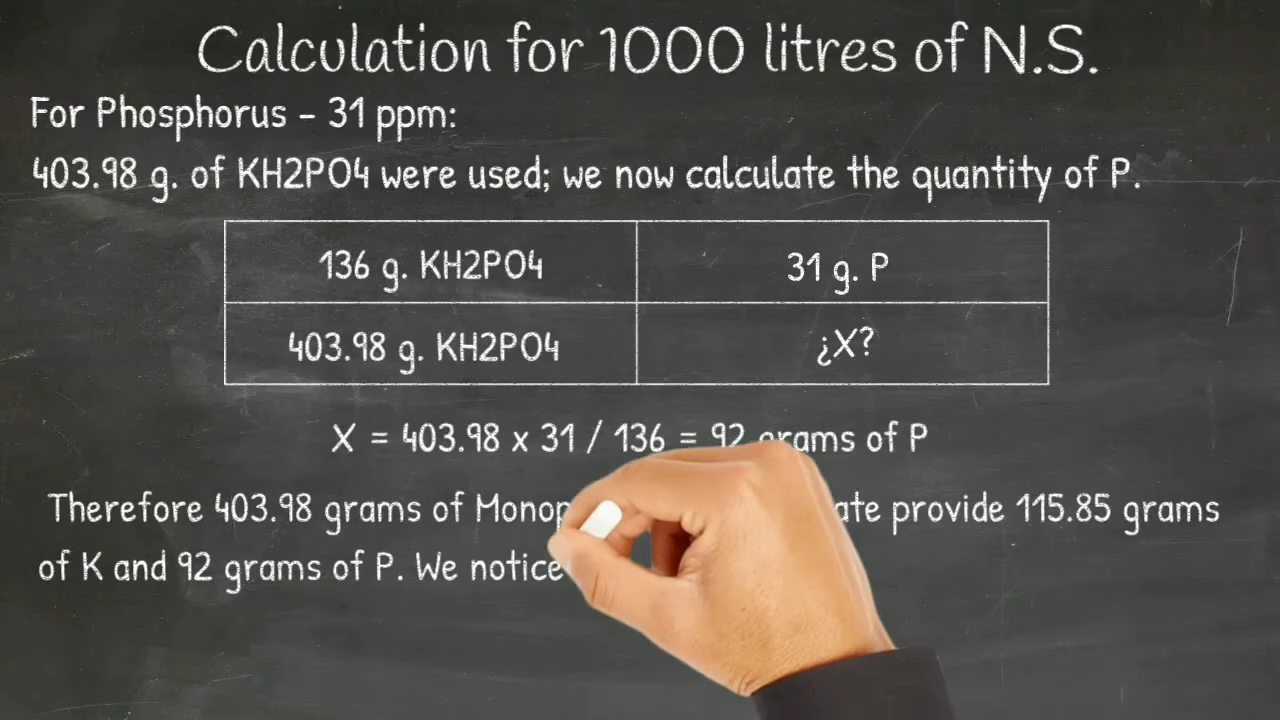 Calculation for 1000 litres of N.S.
For Phosphorus - 31 ppm:
403.98 g. of KH2PO4 were used; we now calculate the quantity of P.
136 g. KH2PO4 31 g. P
403.98 g. KH2PO4 ¿X?
X = 403.98 x 31 / 136 = 92 grams of P
Therefore 403.98 grams of provide 115.85 grams
of K and 92 grams of P. We notice